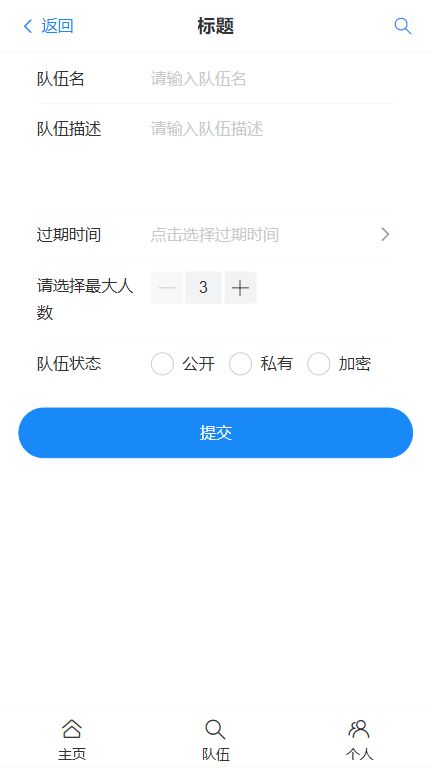 返回
标题
队伍名
请输入队伍名
队伍描述
请输入队伍描述
过期时间
点击选择过期时间
请选择最大人
数
3
队伍状态
公开
私有
加密
提交
主页
队伍
个人